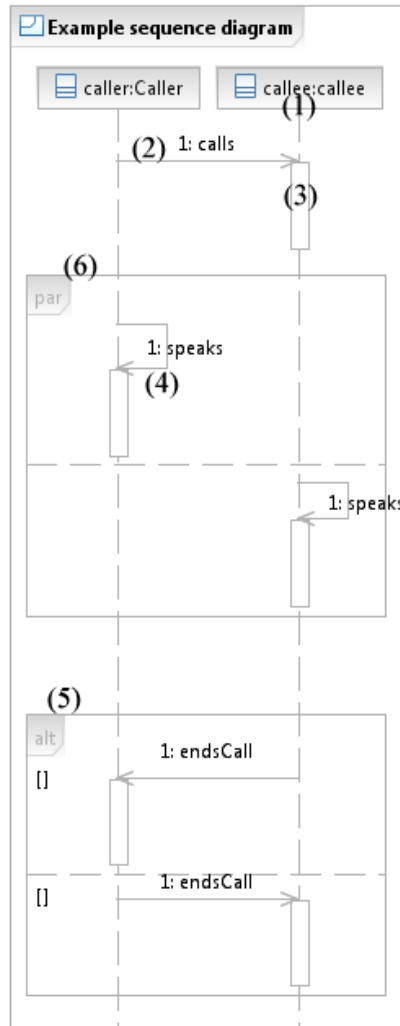 Example sequence diagram
caller:Caller callee:callee
(1)
(2) 1: calls
(3)
(6)
par
1: speaks
(4)
1: speaks
(5)
alt
1: endsCall
[]
1: endsCall
[]